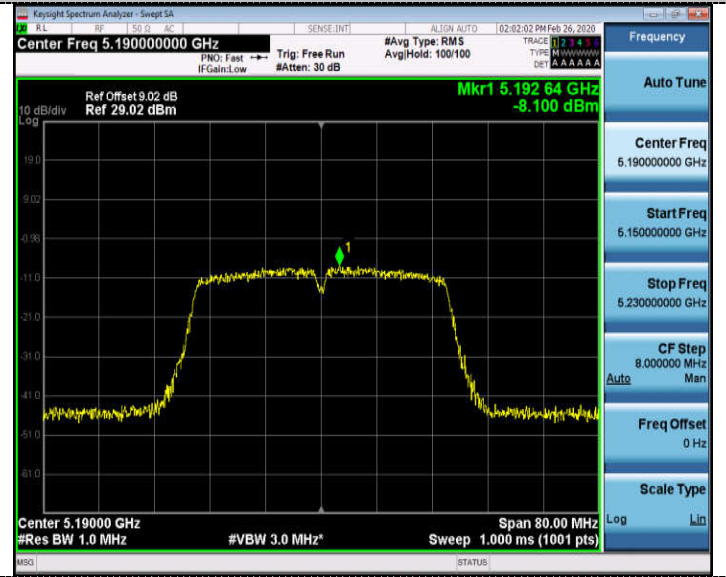 Keysight Spectrum Analyzer - Swept SA
RL RF 50 Ω AC SENSE:INT ALIGN AUTO 02:02:02 PM Feb 26, 2020
Center Freq 5.190000000 GHz
PNO: Fast
IFGain:Low
Trig: Free Run
#Atten: 30 dB
#Avg Type: RMS
Avg|Hold: 100/100
TRACE 1 2 3 4 5 6
TYPE M WWWWW
DET A A A A A A
Ref Offset 9.02 dB
Ref 29.02 dBm
10 dB/div
Log
Mkr1 5.192 64 GHz
-8.100 dBm
19.0
9.02
-0.98
-11.0
-21.0
-31.0
-41.0
-51.0
-61.0
1
Center 5.19000 GHz
#Res BW 1.0 MHz
#VBW 3.0 MHz*
Span 80.00 MHz
Sweep 1.000 ms (1001 pts)
MSG
STATUS
Frequency
Auto Tune
Center Freq
5.190000000 GHz
Start Freq
5.150000000 GHz
Stop Freq
5.230000000 GHz
CF Step
8.000000 MHz
Auto Man
Freq Offset
0 Hz
Scale Type
Log Lin